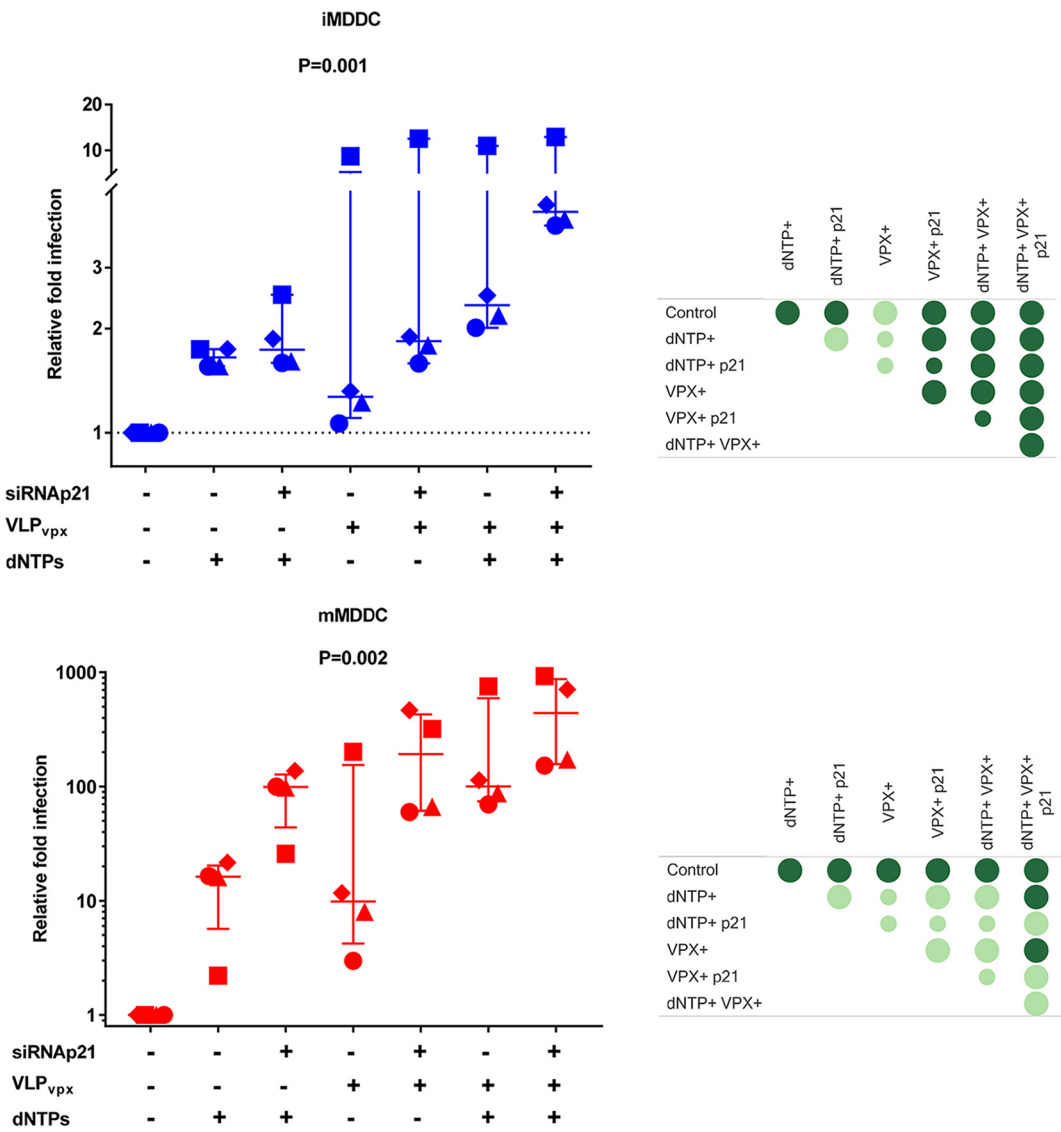 iMDDC
P=0.001
20
10
3
2
1
Relative fold infection
siRNAp21 - - + - + - +
VLPvpx - - - + + + +
dNTPs - + + - - + +
dNTP+
dNTP+ p21
VPX+
VPX+ p21
dNTP+ VPX+
dNTP+ VPX+ p21
Control
dNTP+
dNTP+ p21
VPX+
VPX+ p21
dNTP+ VPX+
mMDDC
P=0.002
1000
100
10
1
Relative fold infection
siRNAp21 - - + - + - +
VLPvpx - - - + + + +
dNTPs - + + - - + +
dNTP+
dNTP+ p21
VPX+
VPX+ p21
dNTP+ VPX+
dNTP+ VPX+ p21
Control
dNTP+
dNTP+ p21
VPX+
VPX+ p21
dNTP+ VPX+